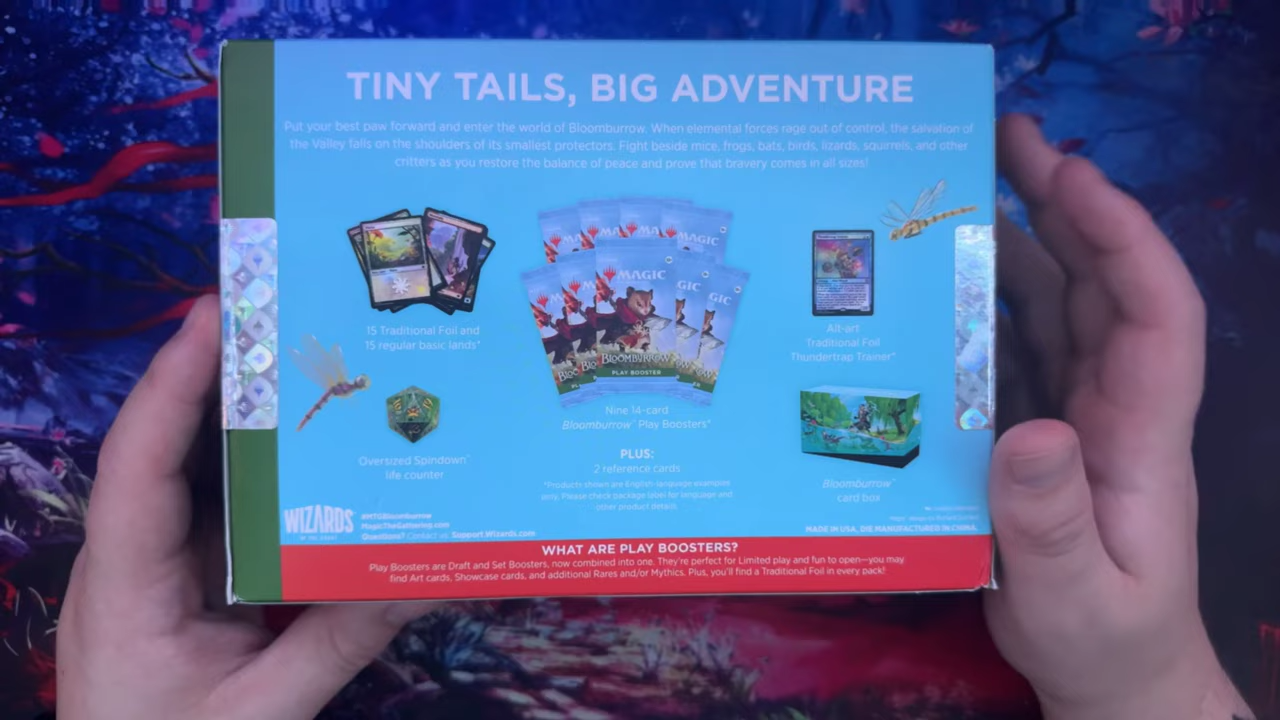 TINY TAILS, BIG ADVENTURE
Put your best paw forward and enter the world of Bloomburrow. When elemental forces rage out of control, the salvation of
the Valley falls on the shoulders of its smallest protectors. Fight beside mice, frogs, bats, birds, lizards, squirrels, and other
critters as you restore the balance of peace and prove that bravery comes in all sizes!
MAGIC
MAGIC
BLOOMBURROW
PLAY BOOSTER
15 Traditional Foil and
15 regular basic lands*
Alt-art
Traditional Foil
Thundertrap Trainer*
Nine 14-card
Bloomburrow™ Play Boosters*
Oversized Spindown™
life counter
PLUS:
2 reference cards
*Products shown are English-language examples
only. Please check package label for language and
other product details.
Bloomburrow™
card box
WIZARDS
OF THE COAST
#MTGBloomburrow
MagicTheGathering.com
Questions? Contact us: Support.Wizards.com
MADE IN USA. DIE MANUFACTURED IN CHINA.
WHAT ARE PLAY BOOSTERS?
Play Boosters are Draft and Set Boosters, now combined into one. They're perfect for Limited play and fun to open—you may
find Art cards, Showcase cards, and additional Rares and/or Mythics. Plus, you'll find a Traditional Foil in every pack!